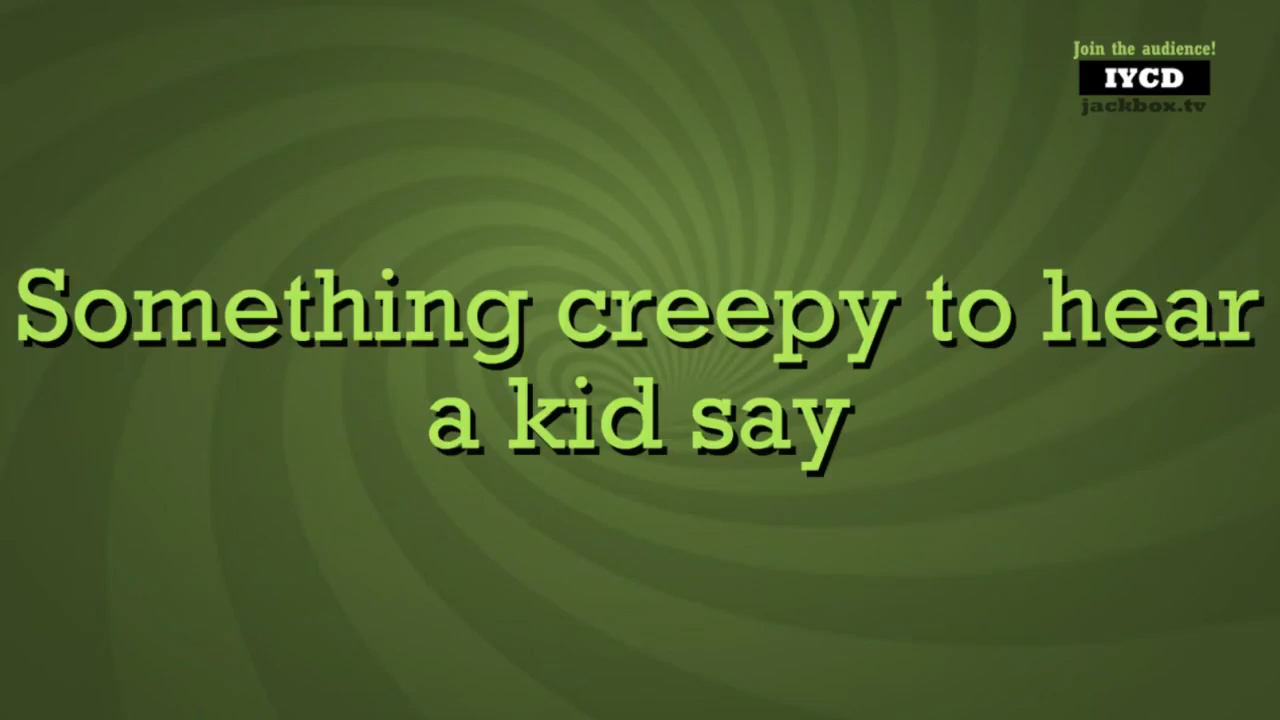 Join the audience!
IYCD
jackbox.tv
Something creepy to hear
a kid say